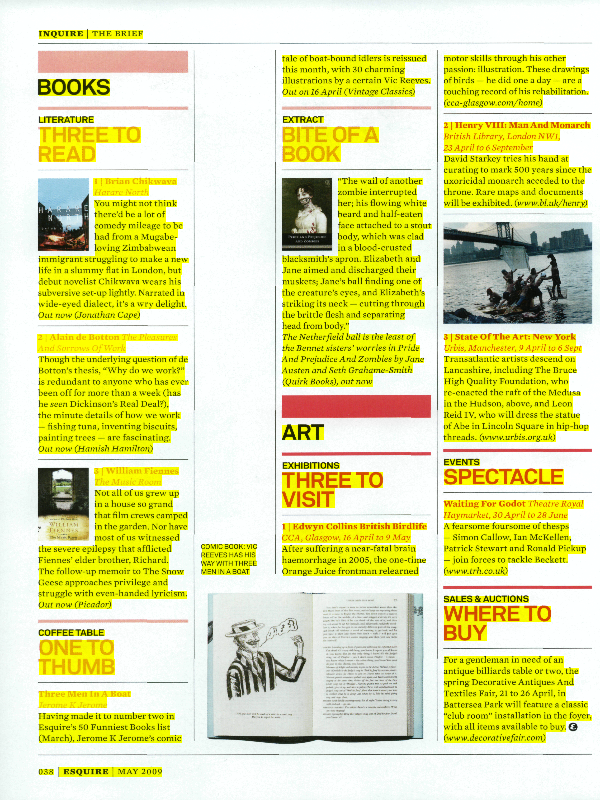 INQUIRE | THE BRIEF
BOOKS
LITERATURE
THREE TO
READ
1 | Brian Chikwava
Harare North
You might not think
there'd be a lot of
comedy mileage to be
had from a Mugabe-
loving Zimbabwean
immigrant struggling to make a new
life in a slummy flat in London, but
debut novelist Chikwava wears his
subversive set-up lightly. Narrated in
wide-eyed dialect, it's a wry delight.
Out now (Jonathan Cape)
2 | Alain de Botton The Pleasures
And Sorrows Of Work
Though the underlying question of de
Botton's thesis, "Why do we work?"
is redundant to anyone who has ever
been off for more than a week (has
he seen Dickinson's Real Deal?),
the minute details of how we work
— fishing tuna, inventing biscuits,
painting trees — are fascinating.
Out now (Hamish Hamilton)
3 | William Fiennes
The Music Room
Not all of us grew up
in a house so grand
that film crews camped
in the garden. Nor have
most of us witnessed
the severe epilepsy that afflicted
Fiennes' elder brother, Richard.
The follow-up memoir to The Snow
Geese approaches privilege and
struggle with even-handed lyricism.
Out now (Picador)
WILLIAM
FIENNES
COFFEE TABLE
ONE TO
THUMB
Three Men In A Boat
Jerome K Jerome
Having made it to number two in
Esquire's 50 Funniest Books list
(March), Jerome K Jerome's comic
COMIC BOOK: VIC
REEVES HAS HIS
WAY WITH THREE
MEN IN A BOAT
tale of boat-bound idlers is reissued
this month, with 30 charming
illustrations by a certain Vic Reeves.
Out on 16 April (Vintage Classics)
EXTRACT
BITE OF A
BOOK
"The wail of another
zombie interrupted
her; his flowing white
beard and half-eaten
face attached to a stout
body, which was clad
in a blood-crusted
blacksmith's apron. Elizabeth and
Jane aimed and discharged their
muskets; Jane's ball finding one of
the creature's eyes, and Elizabeth's
striking its neck — cutting through
the brittle flesh and separating
head from body."
The Netherfield ball is the least of
the Bennet sisters' worries in Pride
And Prejudice And Zombies by Jane
Austen and Seth Grahame-Smith
(Quirk Books), out now
ART
EXHIBITIONS
THREE TO
VISIT
1 | Edwyn Collins British Birdlife
CCA, Glasgow, 16 April to 9 May
After suffering a near-fatal brain
haemorrhage in 2005, the one-time
Orange Juice frontman relearned
motor skills through his other
passion: illustration. These drawings
of birds — he did one a day — are a
touching record of his rehabilitation.
(cca-glasgow.com/home)
2 | Henry VIII: Man And Monarch
British Library, London NW1,
23 April to 6 September
David Starkey tries his hand at
curating to mark 500 years since the
uxoricidal monarch acceded to the
throne. Rare maps and documents
will be exhibited. (www.bl.uk/henry)
3 | State Of The Art: New York
Urbis, Manchester, 9 April to 6 Sept
Transatlantic artists descend on
Lancashire, including The Bruce
High Quality Foundation, who
re-enacted the raft of the Medusa
in the Hudson, above, and Leon
Reid IV, who will dress the statue
of Abe in Lincoln Square in hip-hop
threads. (www.urbis.org.uk)
EVENTS
SPECTACLE
Waiting For Godot Theatre Royal
Haymarket, 30 April to 28 June
A fearsome foursome of thesps
— Simon Callow, Ian McKellen,
Patrick Stewart and Ronald Pickup
— join forces to tackle Beckett.
(www.trh.co.uk)
SALES & AUCTIONS
WHERE TO
BUY
For a gentleman in need of an
antique billiards table or two, the
spring Decorative Antiques And
Textiles Fair, 21 to 26 April, in
Battersea Park will feature a classic
"club room" installation in the foyer,
with all items available to buy.
(www.decorativefair.com)
038 | ESQUIRE | MAY 2009